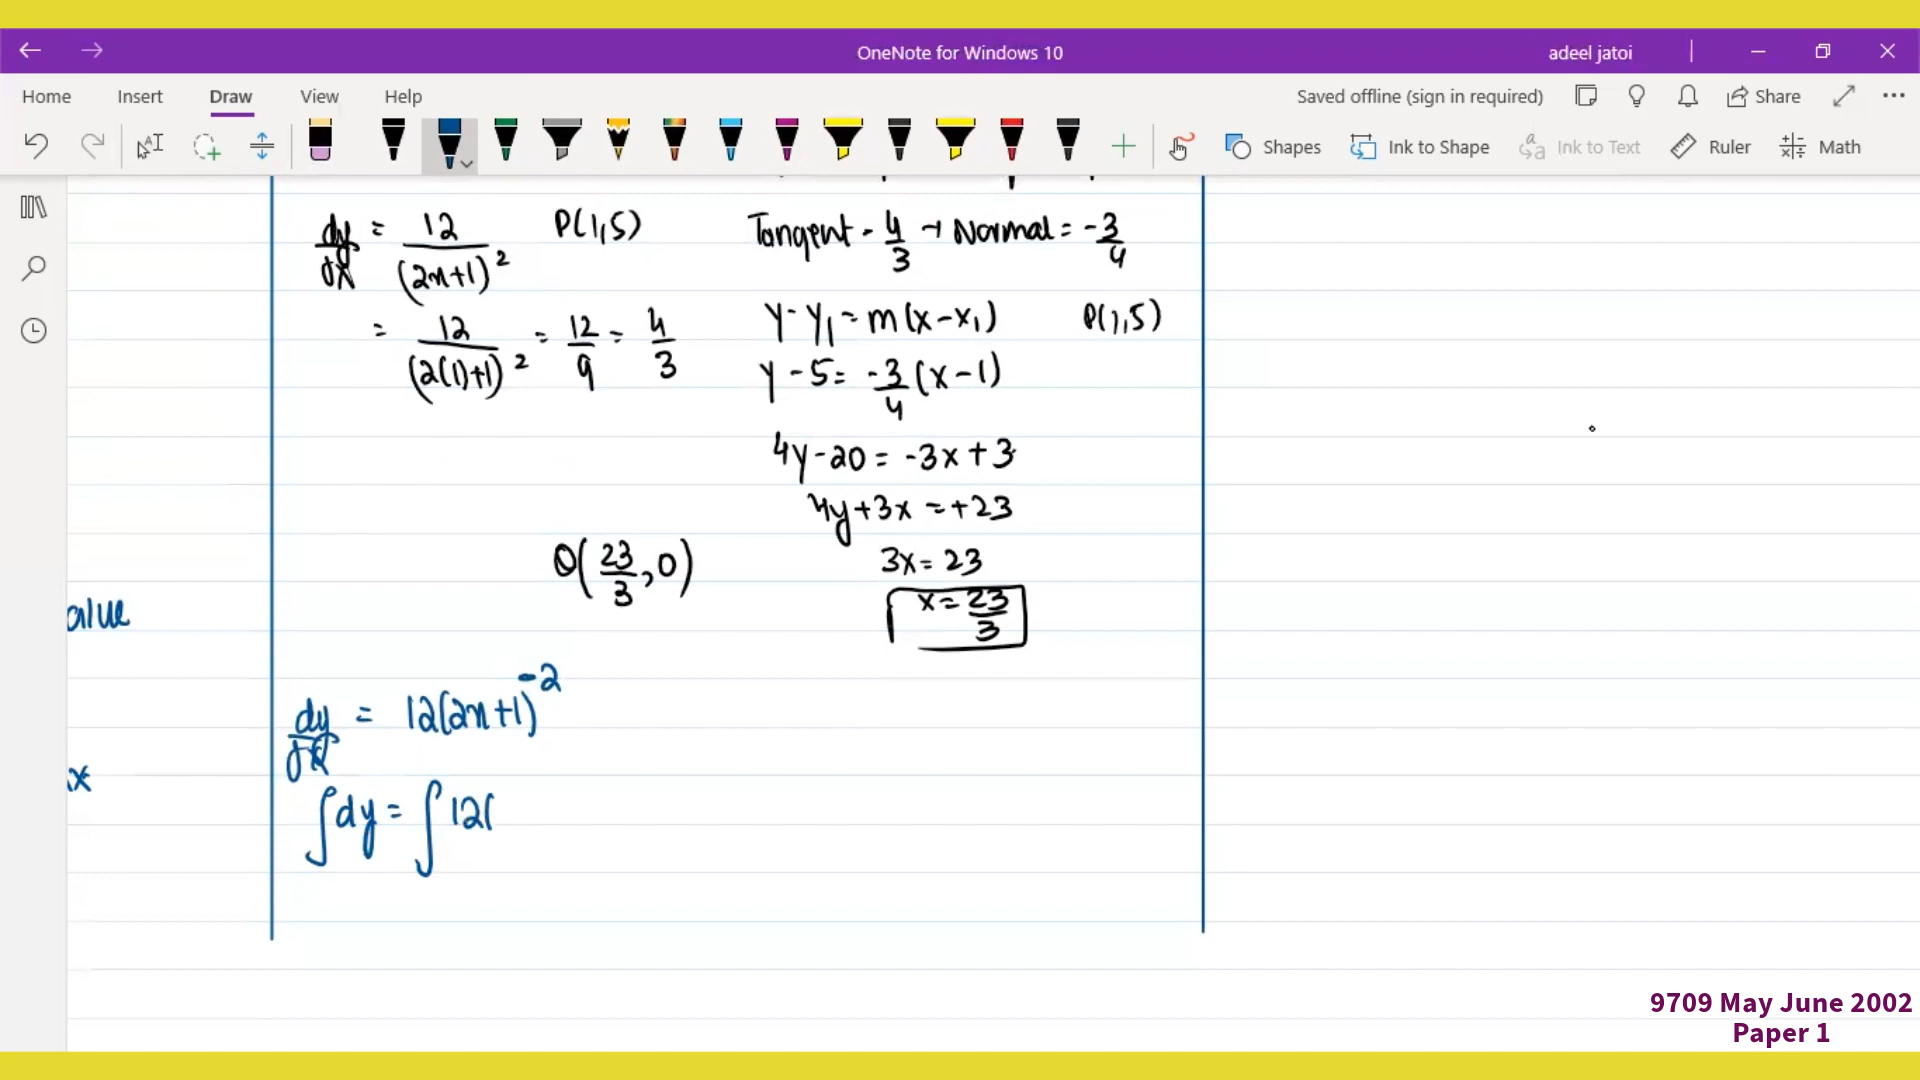 OneNote for Windows 10
adeel jatoi
Home Insert Draw View Help
Saved offline (sign in required)
Share
Shapes
Ink to Shape
Ink to Text
Ruler
Math
dy/dx = 12/(2x+1)² P(1,5)
= 12/(2(1)+1)² = 12/9 = 4/3
Tangent - 4/3 → Normal = -3/4
y - y₁ = m(x-x₁) P(1,5)
y - 5 = -3/4 (x-1)
4y-20 = -3x+3
4y+3x = +23
3x = 23
x = 23/3
Q(23/3, 0)
alue
x
dy/dx = 12(2x+1)⁻²
∫dy = ∫12(
9709 May June 2002
Paper 1